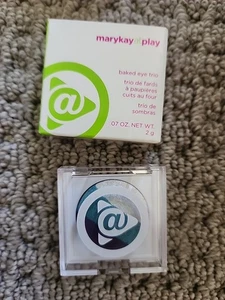 marykay@play
baked eye trio
trio de fards
à paupières
cuits au four
trio de
sombras
.07 OZ. NET WT.
2 g
@
@